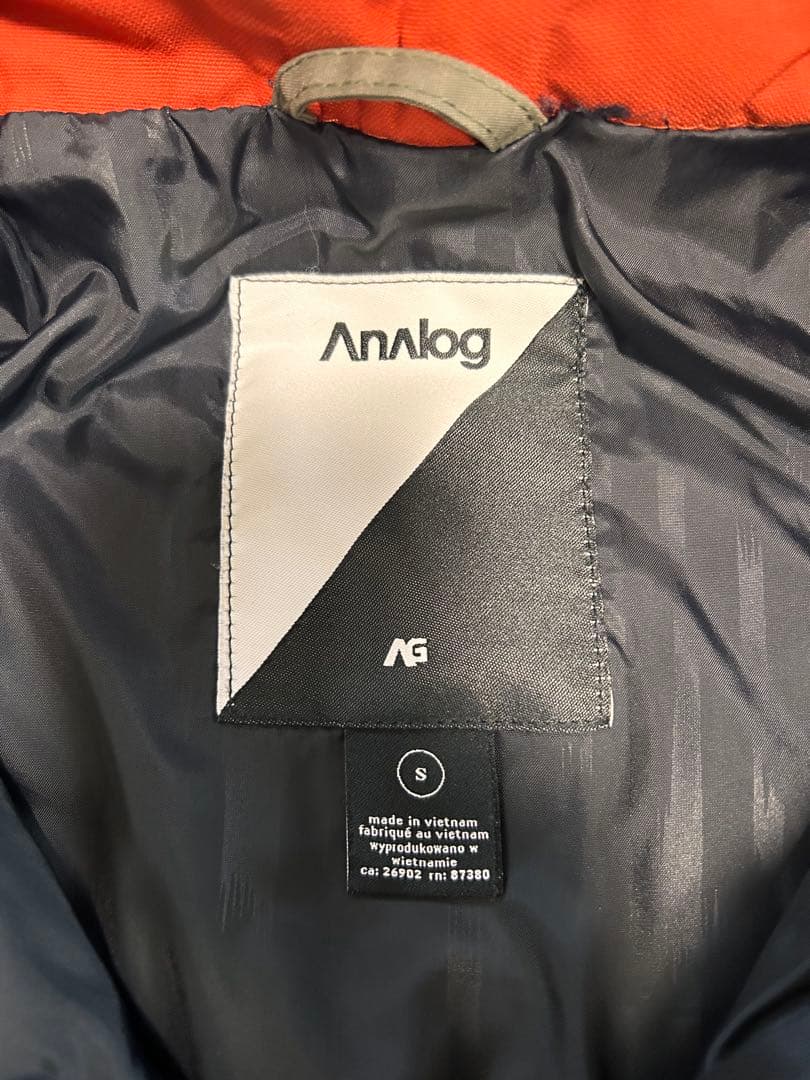 Analog
AG
S
made in vietnam
fabriqué au vietnam
wyprodukowano w
wietnamie
ca: 26902 rn: 87380